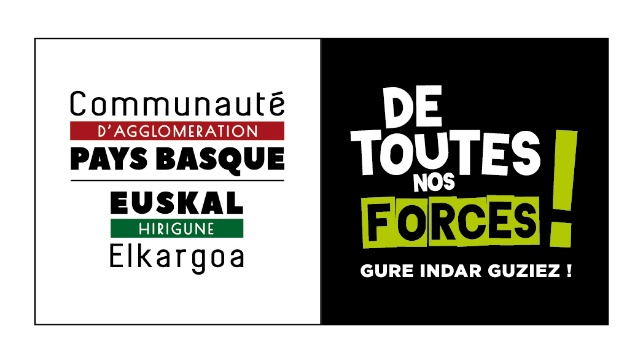 Communauté
D'AGGLOMERATION
PAYS BASQUE
EUSKAL
HIRIGUNE
Elkargoa
DE
TOUTES
NOS
FORCES !
GURE INDAR GUZIEZ !